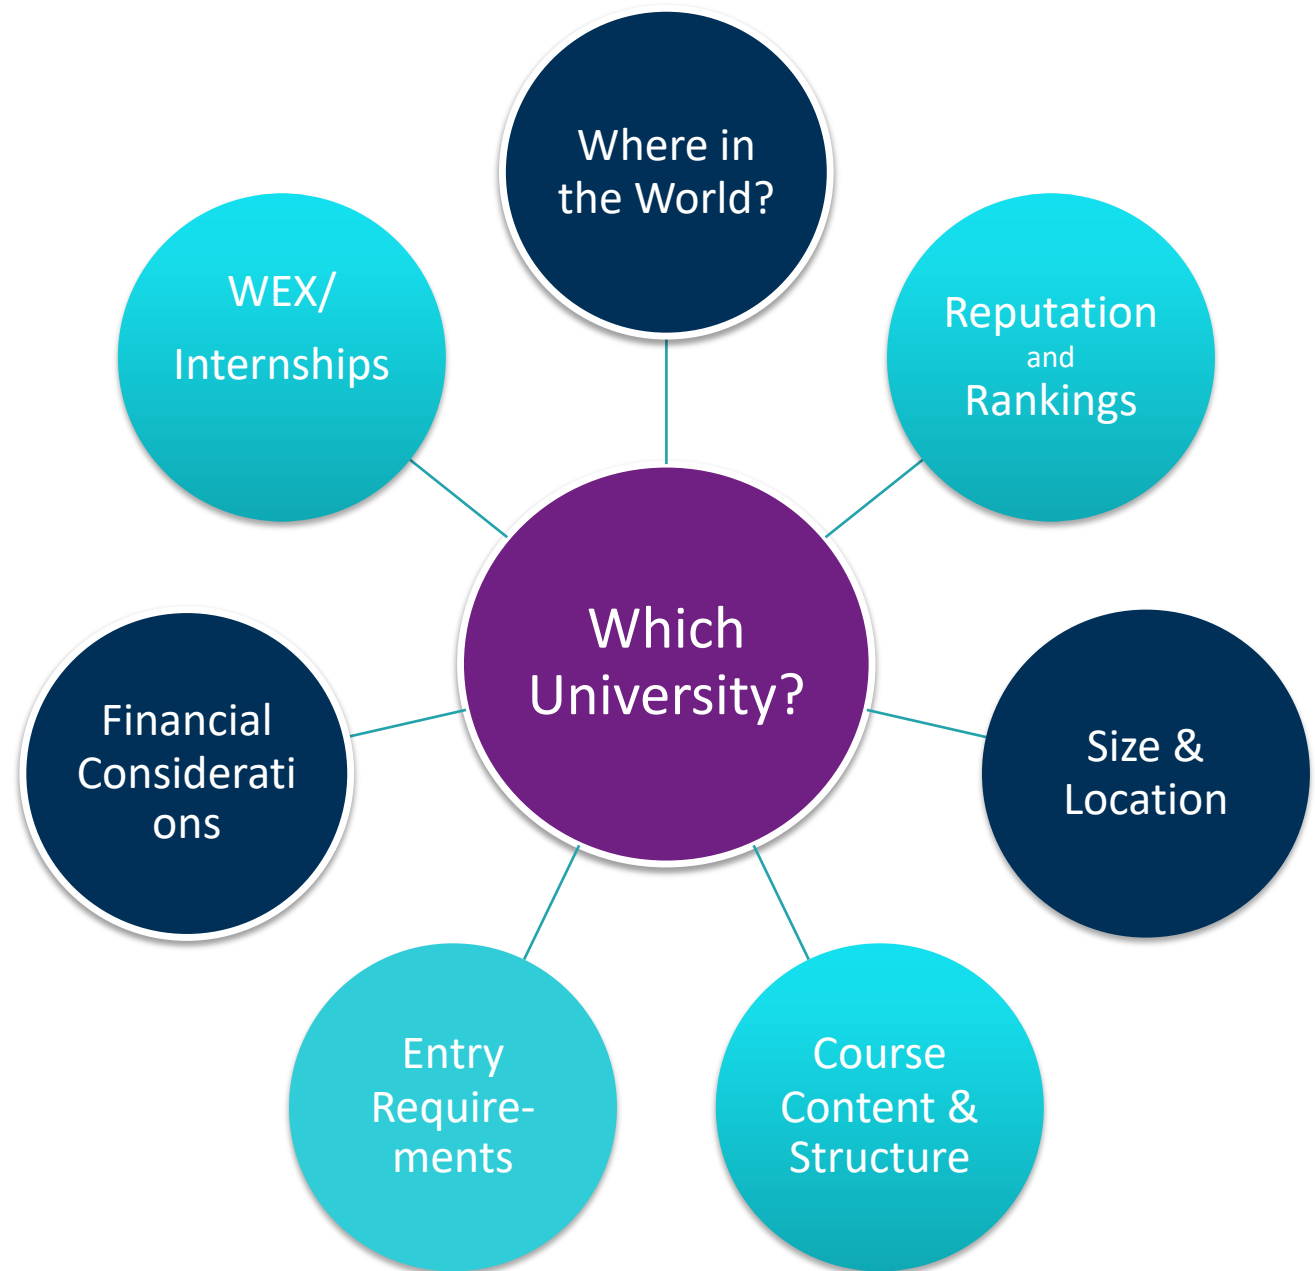 Where in
the World?
WEX/
Internships
Reputation
and
Rankings
Which
University?
Financial
Considerati
ons
Size &
Location
Entry
Require-
ments
Course
Content &
Structure